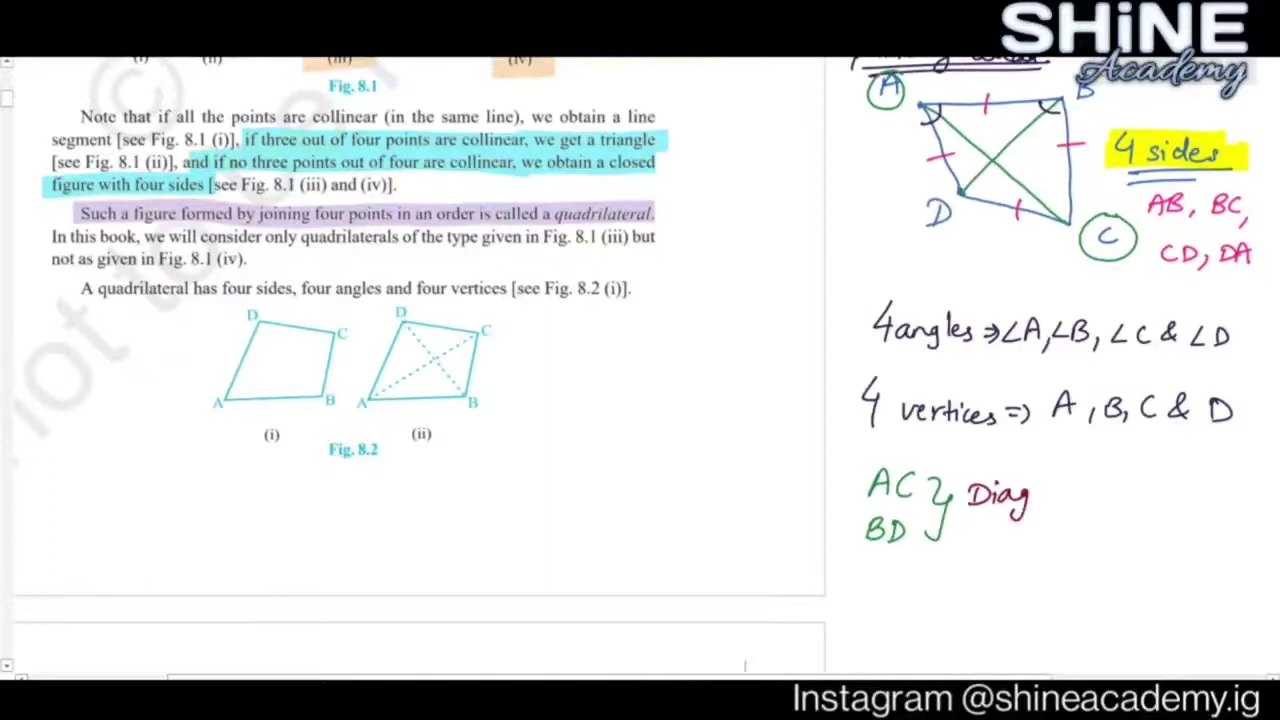 SHiNE
Academy
(i) (ii) (iii) (iv)
Fig. 8.1
Note that if all the points are collinear (in the same line), we obtain a line
segment [see Fig. 8.1 (i)], if three out of four points are collinear, we get a triangle
[see Fig. 8.1 (ii)], and if no three points out of four are collinear, we obtain a closed
figure with four sides [see Fig. 8.1 (iii) and (iv)].
Such a figure formed by joining four points in an order is called a quadrilateral.
In this book, we will consider only quadrilaterals of the type given in Fig. 8.1 (iii) but
not as given in Fig. 8.1 (iv).
A quadrilateral has four sides, four angles and four vertices [see Fig. 8.2 (i)].
D C A B
D C A B
(i) (ii)
Fig. 8.2
not to
A B
D C
4 sides
AB, BC,
CD, DA
4 angles ⇒ ∠A, ∠B, ∠C & ∠D
4 vertices ⇒ A, B, C & D
AC } Diag
BD
Instagram @shineacademy.ig